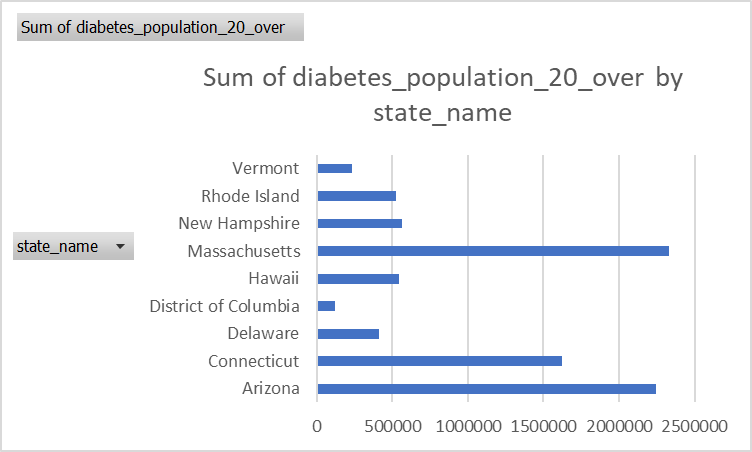 Sum of diabetes_population_20_over
Sum of diabetes_population_20_over by
state_name
Vermont
Rhode Island
New Hampshire
Massachusetts
Hawaii
District of Columbia
Delaware
Connecticut
Arizona
state_name
0 500000 1000000 1500000 2000000 2500000